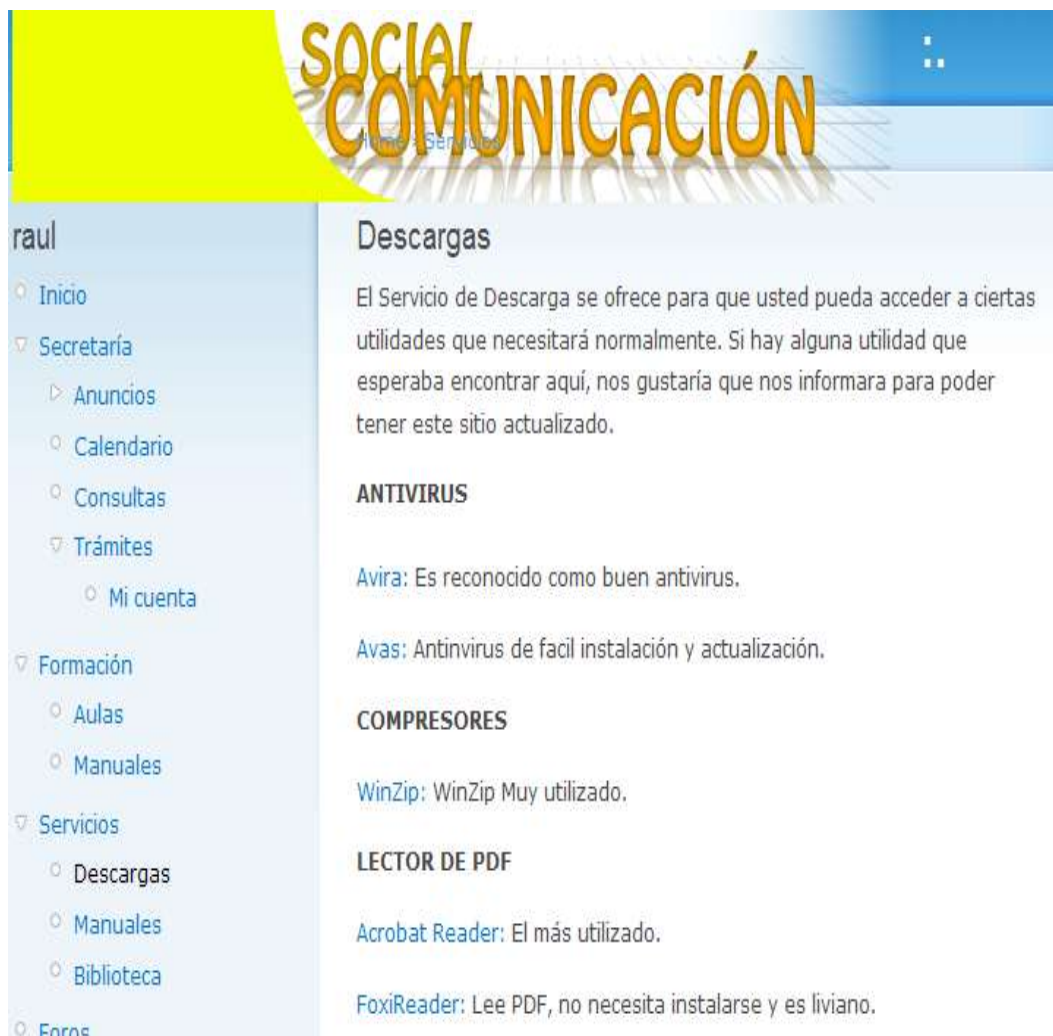 SOCIAL
COMUNICACIÓN
Home › Servicios
raul
Inicio
Secretaría
Anuncios
Calendario
Consultas
Trámites
Mi cuenta
Formación
Aulas
Manuales
Servicios
Descargas
Manuales
Biblioteca
Foros
Descargas
El Servicio de Descarga se ofrece para que usted pueda acceder a ciertas
utilidades que necesitará normalmente. Si hay alguna utilidad que
esperaba encontrar aquí, nos gustaría que nos informara para poder
tener este sitio actualizado.
ANTIVIRUS
Avira: Es reconocido como buen antivirus.
Avas: Antinvirus de facil instalación y actualización.
COMPRESORES
WinZip: WinZip Muy utilizado.
LECTOR DE PDF
Acrobat Reader: El más utilizado.
FoxiReader: Lee PDF, no necesita instalarse y es liviano.